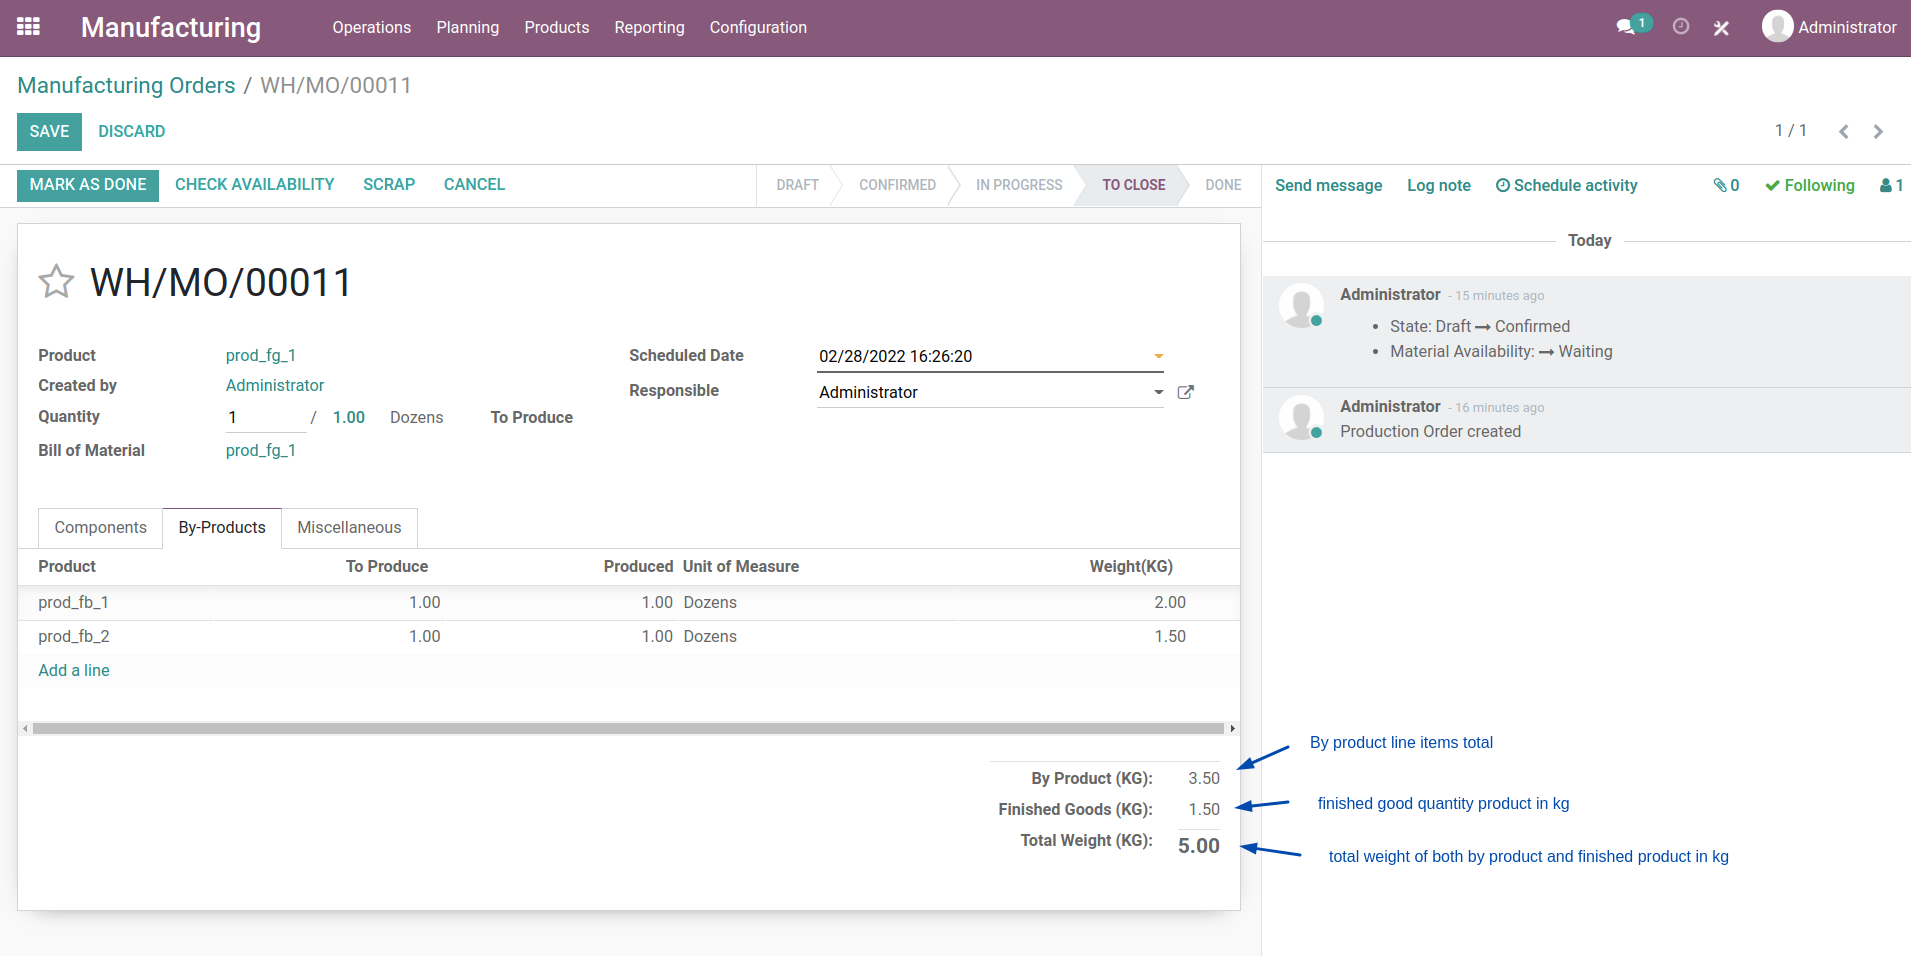 Manufacturing Operations Planning Products Reporting Configuration 1 Administrator
Manufacturing Orders / WH/MO/00011
SAVE DISCARD 1 / 1
MARK AS DONE CHECK AVAILABILITY SCRAP CANCEL DRAFT CONFIRMED IN PROGRESS TO CLOSE DONE
Send message Log note Schedule activity 0 Following 1
Today
WH/MO/00011
Product prod_fg_1
Created by Administrator
Quantity 1 / 1.00 Dozens To Produce
Bill of Material prod_fg_1
Scheduled Date 02/28/2022 16:26:20
Responsible Administrator
Administrator - 15 minutes ago
• State: Draft → Confirmed
• Material Availability: → Waiting
Administrator - 16 minutes ago
Production Order created
Components By-Products Miscellaneous
Product To Produce Produced Unit of Measure Weight(KG)
prod_fb_1 1.00 1.00 Dozens 2.00
prod_fb_2 1.00 1.00 Dozens 1.50
Add a line
By Product (KG): 3.50
By product line items total
Finished Goods (KG): 1.50
finished good quantity product in kg
Total Weight (KG): 5.00
total weight of both by product and finished product in kg